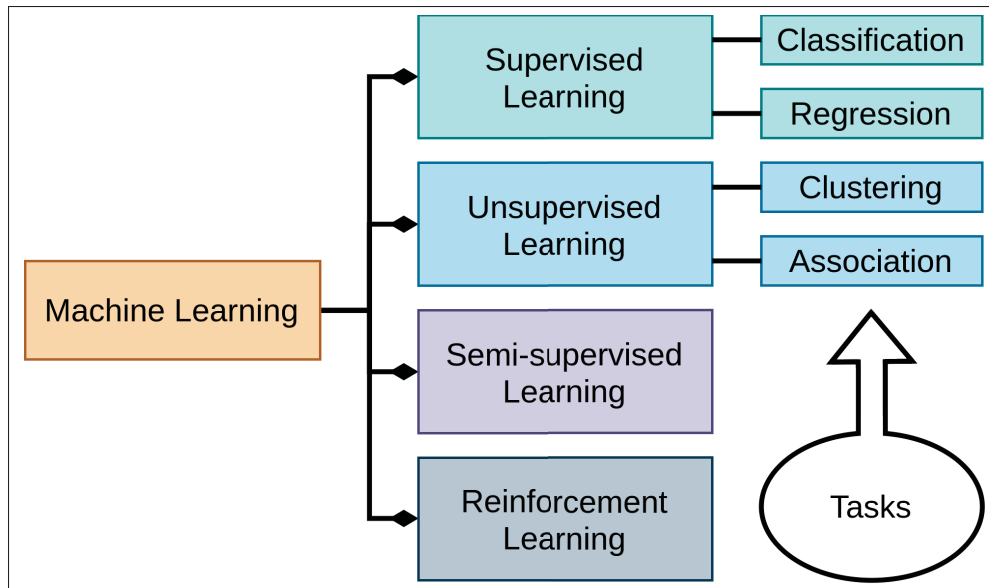 Supervised
Learning
Classification
Regression
Unsupervised
Learning
Clustering
Association
Machine Learning
Semi-supervised
Learning
Reinforcement
Learning
Tasks